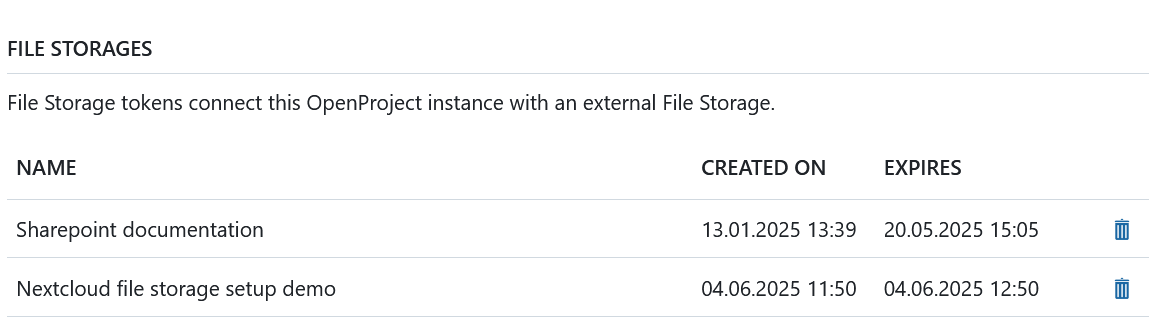 FILE STORAGES
File Storage tokens connect this OpenProject instance with an external File Storage.
NAME CREATED ON EXPIRES
Sharepoint documentation 13.01.2025 13:39 20.05.2025 15:05
Nextcloud file storage setup demo 04.06.2025 11:50 04.06.2025 12:50